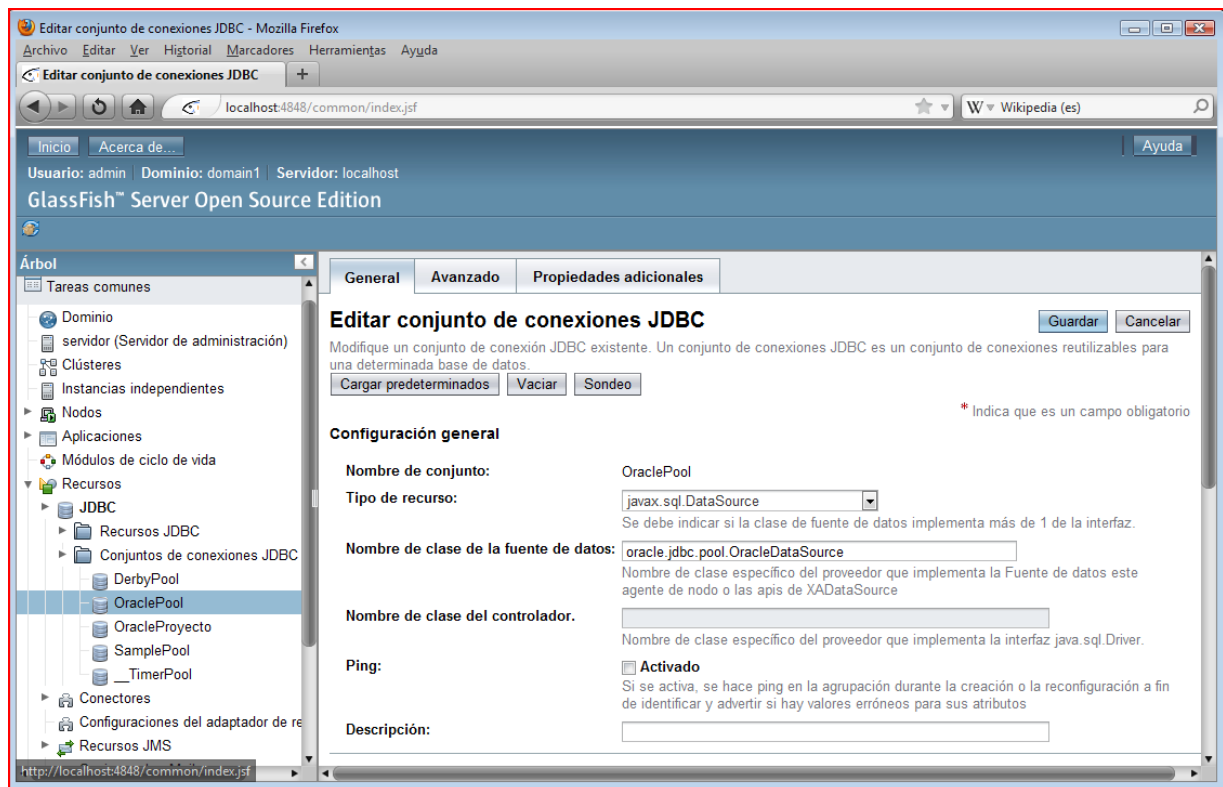 Editar conjunto de conexiones JDBC - Mozilla Firefox
Archivo Editar Ver Historial Marcadores Herramientas Ayuda
Editar conjunto de conexiones JDBC
localhost:4848/common/index.jsf
W Wikipedia (es)
Inicio Acerca de... Ayuda
Usuario: admin Dominio: domain1 Servidor: localhost
GlassFish™ Server Open Source Edition
Árbol
Tareas comunes
Dominio
servidor (Servidor de administración)
Clústeres
Instancias independientes
Nodos
Aplicaciones
Módulos de ciclo de vida
Recursos
JDBC
Recursos JDBC
Conjuntos de conexiones JDBC
DerbyPool
OraclePool
OracleProyecto
SamplePool
__TimerPool
Conectores
Configuraciones del adaptador de re
Recursos JMS
http://localhost:4848/common/index.jsf
General Avanzado Propiedades adicionales
Editar conjunto de conexiones JDBC
Guardar Cancelar
Modifique un conjunto de conexión JDBC existente. Un conjunto de conexiones JDBC es un conjunto de conexiones reutilizables para
una determinada base de datos.
Cargar predeterminados Vaciar Sondeo
* Indica que es un campo obligatorio
Configuración general
Nombre de conjunto: OraclePool
Tipo de recurso: javax.sql.DataSource
Se debe indicar si la clase de fuente de datos implementa más de 1 de la interfaz.
Nombre de clase de la fuente de datos: oracle.jdbc.pool.OracleDataSource
Nombre de clase específico del proveedor que implementa la Fuente de datos este
agente de nodo o las apis de XADataSource
Nombre de clase del controlador.
Nombre de clase específico del proveedor que implementa la interfaz java.sql.Driver.
Ping: Activado
Si se activa, se hace ping en la agrupación durante la creación o la reconfiguración a fin
de identificar y advertir si hay valores erróneos para sus atributos
Descripción: